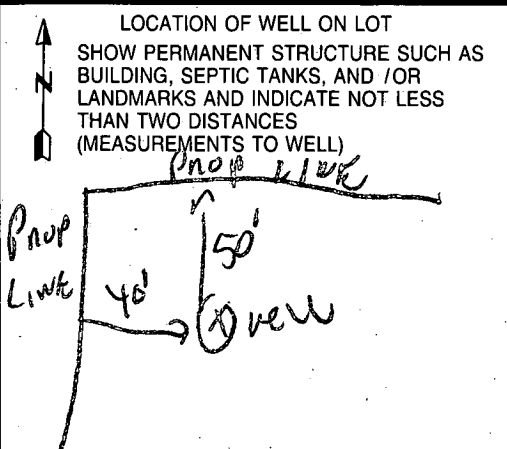 LOCATION OF WELL ON LOT
SHOW PERMANENT STRUCTURE SUCH AS
BUILDING, SEPTIC TANKS, AND / OR
LANDMARKS AND INDICATE NOT LESS
THAN TWO DISTANCES
(MEASUREMENTS TO WELL)
N
Prop Line
Prop
Line
50'
40'
well